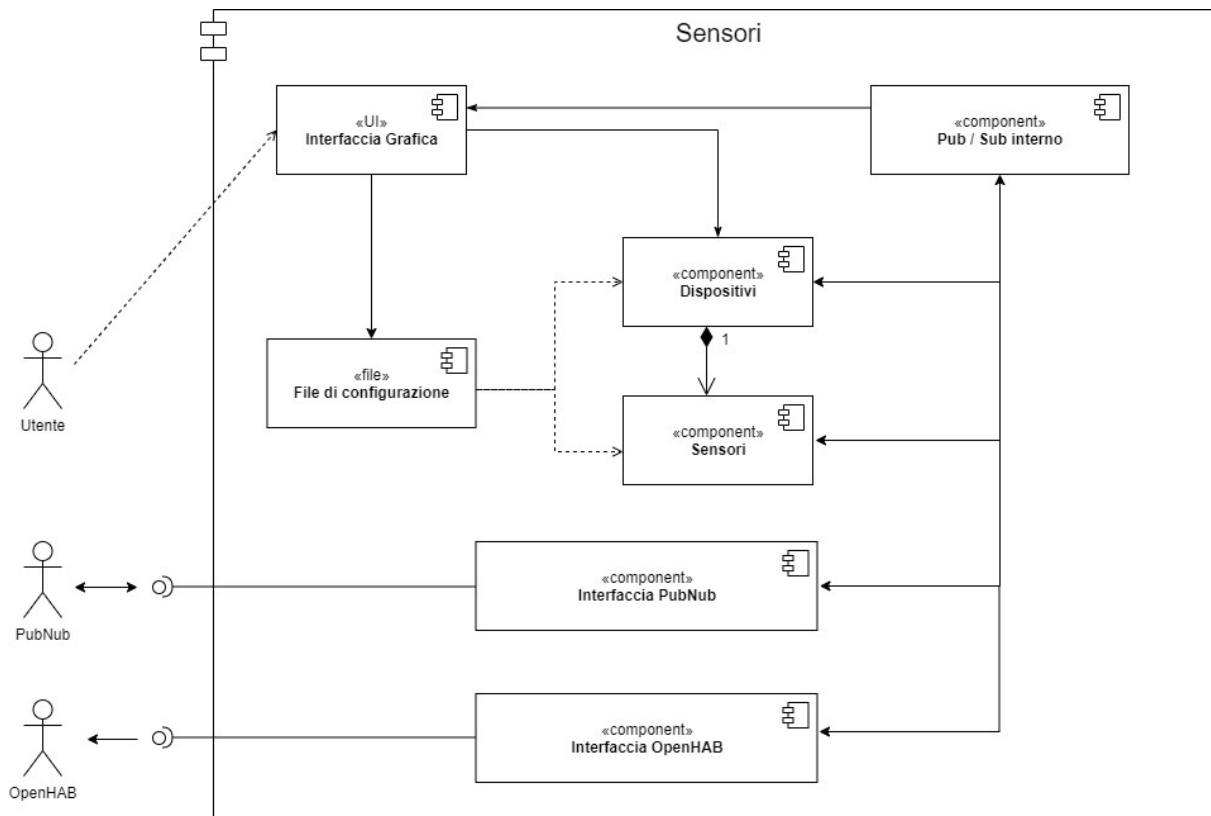 Sensori
«UI»
Interfaccia Grafica
«component»
Pub / Sub interno
«component»
Dispositivi
1
«file»
File di configurazione
«component»
Sensori
Utente
«component»
Interfaccia PubNub
PubNub
«component»
Interfaccia OpenHAB
OpenHAB